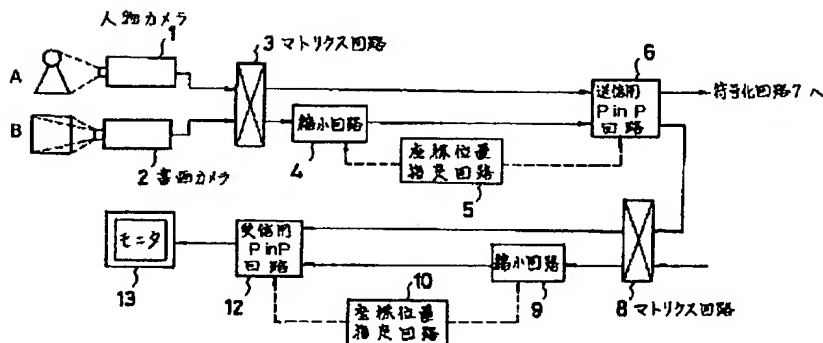 人物カメラ
1
3 マトリクス回路
6
A
送信用
PinP
回路
符号化回路7へ
B
縮小回路
2 書画カメラ
4
座標位置
指定回路
5
モニタ
受信用
PinP
回路
縮小回路
10
13
12
座標位置
指定回路
9
8 マトリクス回路